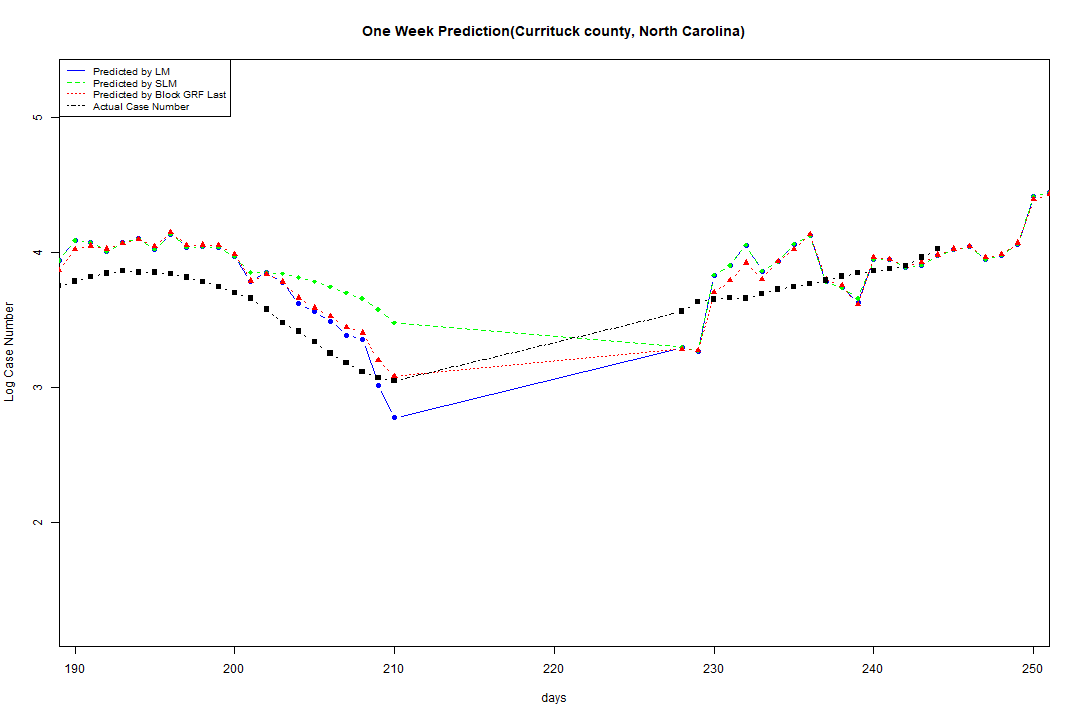 One Week Prediction(Currituck county, North Carolina)
Predicted by LM
Predicted by SLM
Predicted by Block GRF Last
Actual Case Number
5
4
3
2
Log Case Number
190 200 210 220 230 240 250
days